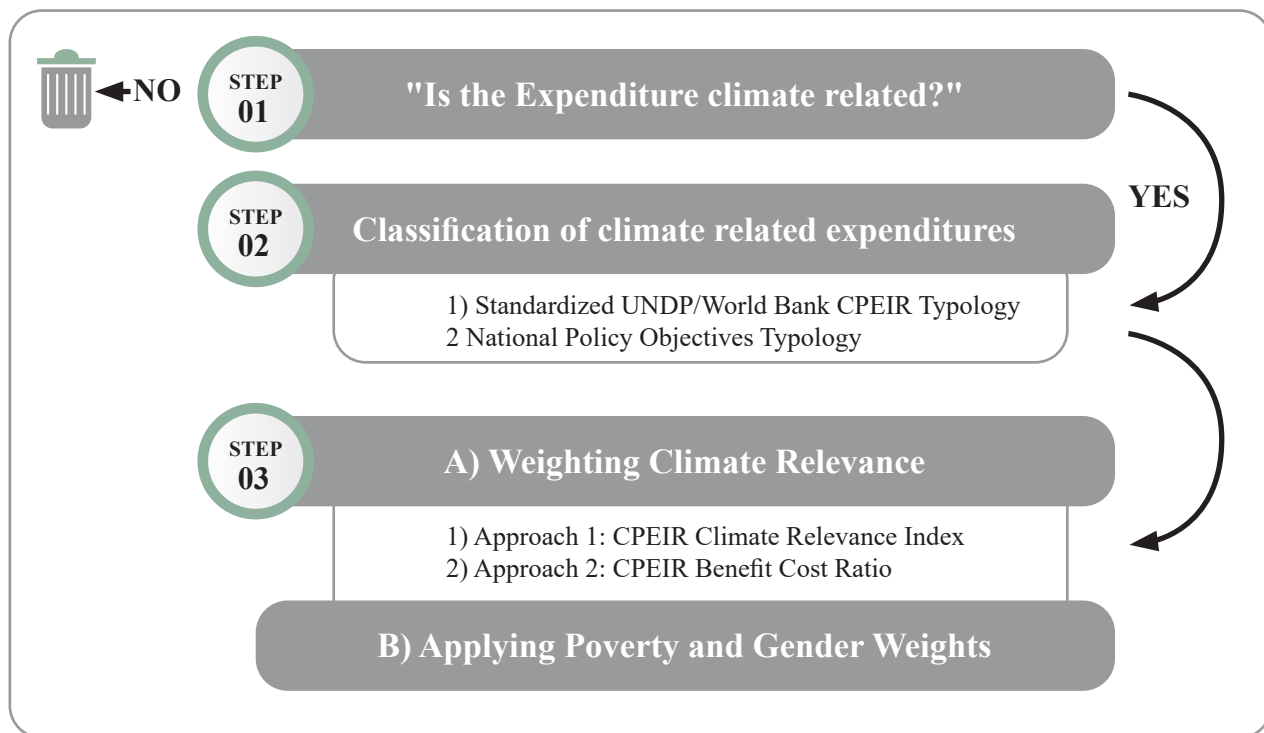 STEP
01
"Is the Expenditure climate related?"
NO
YES
STEP
02
Classification of climate related expenditures
1) Standardized UNDP/World Bank CPEIR Typology
2 National Policy Objectives Typology
STEP
03
A) Weighting Climate Relevance
1) Approach 1: CPEIR Climate Relevance Index
2) Approach 2: CPEIR Benefit Cost Ratio
B) Applying Poverty and Gender Weights